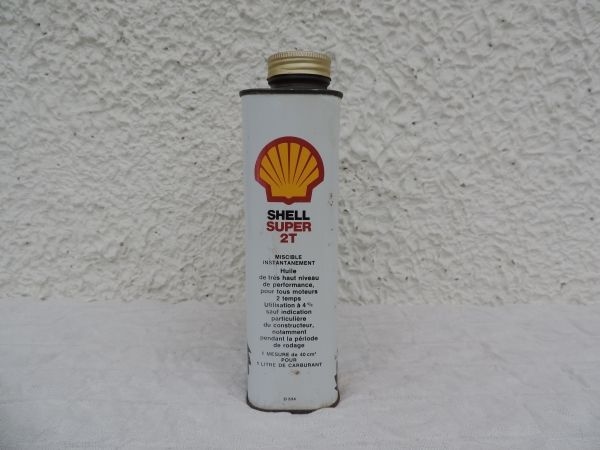 SHELL
SUPER
2T
MISCIBLE
INSTANTANEMENT
Huile
de très haut niveau
de performance,
pour tous moteurs
2 temps
Utilisation à 4%
sauf indication
particulière
du constructeur,
notamment
pendant la période
de rodage
1 MESURE de 40 cm³
POUR
1 LITRE DE CARBURANT